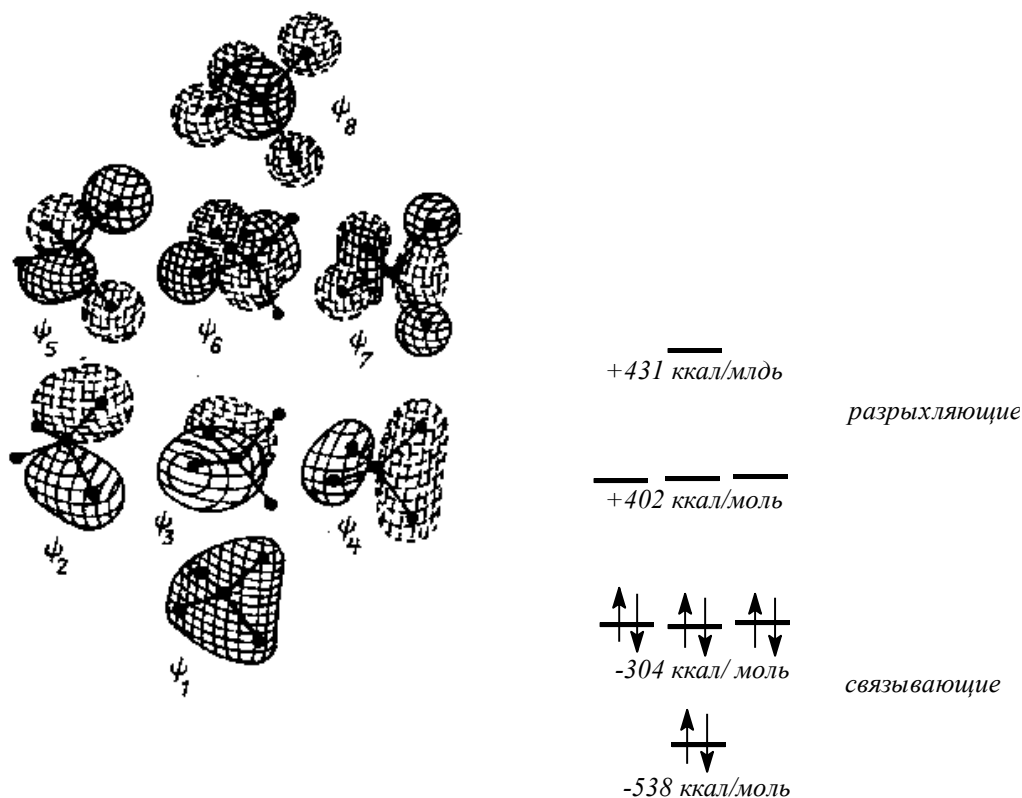 ψ8
ψ5
ψ6
ψ7
+431 ккал/млдь
разрыхляющие
+402 ккал/моль
ψ2
ψ3
ψ4
-304 ккал/ моль
связывающие
ψ1
-538 ккал/моль